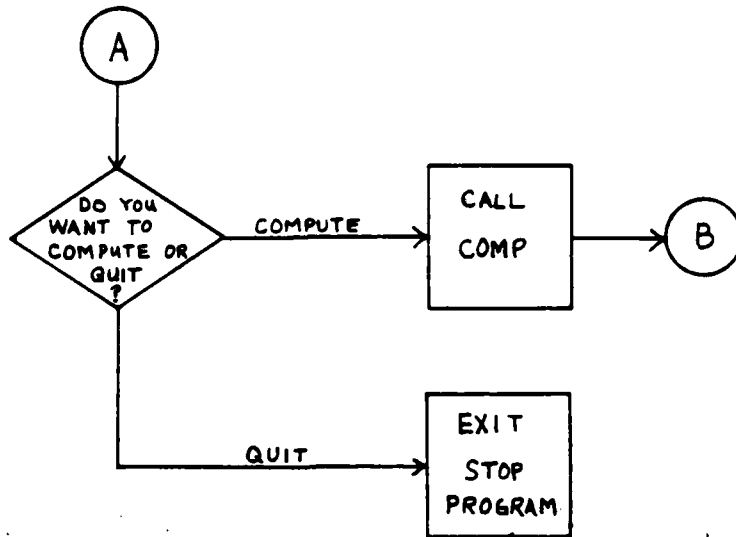 A
DO YOU
WANT TO
COMPUTE OR
QUIT
?
COMPUTE
CALL
COMP
B
QUIT
EXIT
STOP
PROGRAM